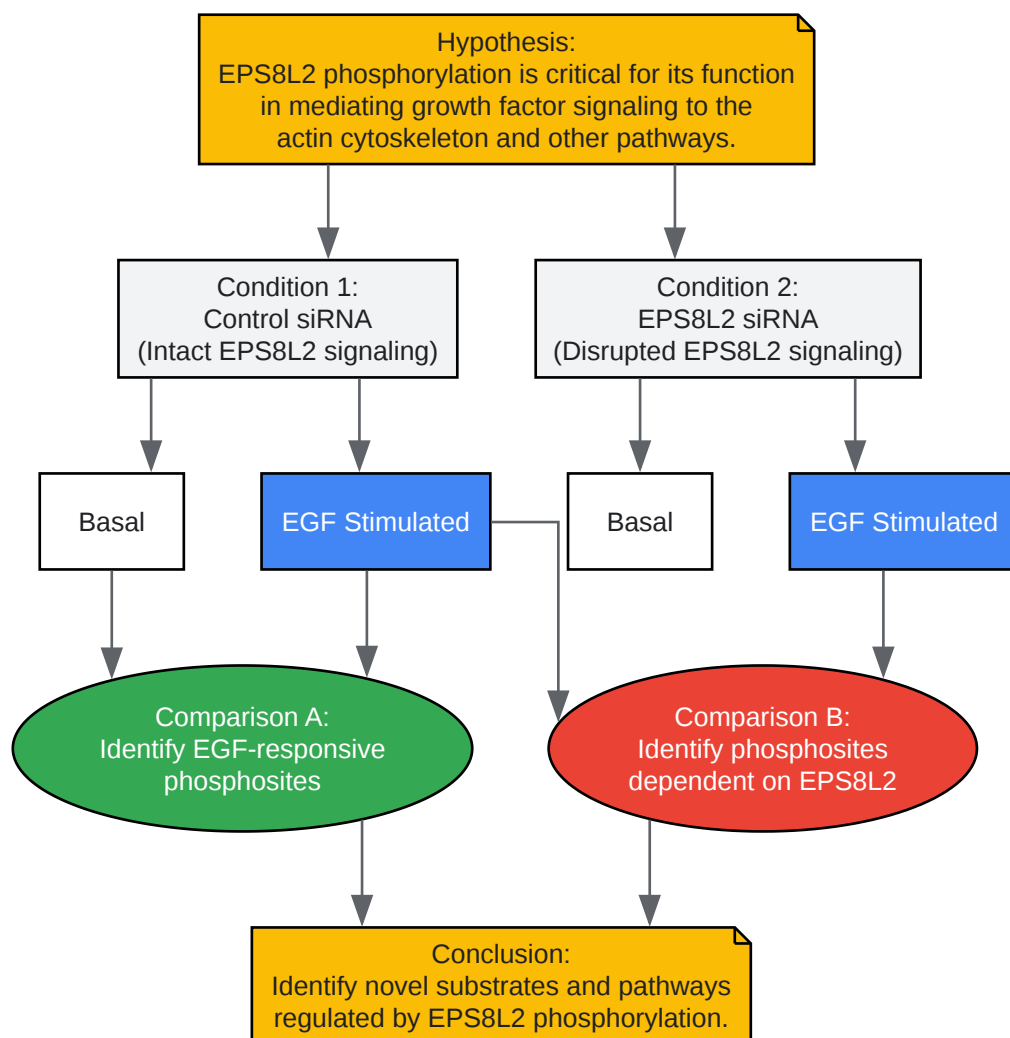 Hypothesis:
EPS8L2 phosphorylation is critical for its function
in mediating growth factor signaling to the
actin cytoskeleton and other pathways.
Condition 1:
Control siRNA
(Intact EPS8L2 signaling)
Condition 2:
EPS8L2 siRNA
(Disrupted EPS8L2 signaling)
Basal
EGF Stimulated
Basal
EGF Stimulated
Comparison A:
Identify EGF-responsive
phosphosites
Comparison B:
Identify phosphosites
dependent on EPS8L2
Conclusion:
Identify novel substrates and pathways
regulated by EPS8L2 phosphorylation.